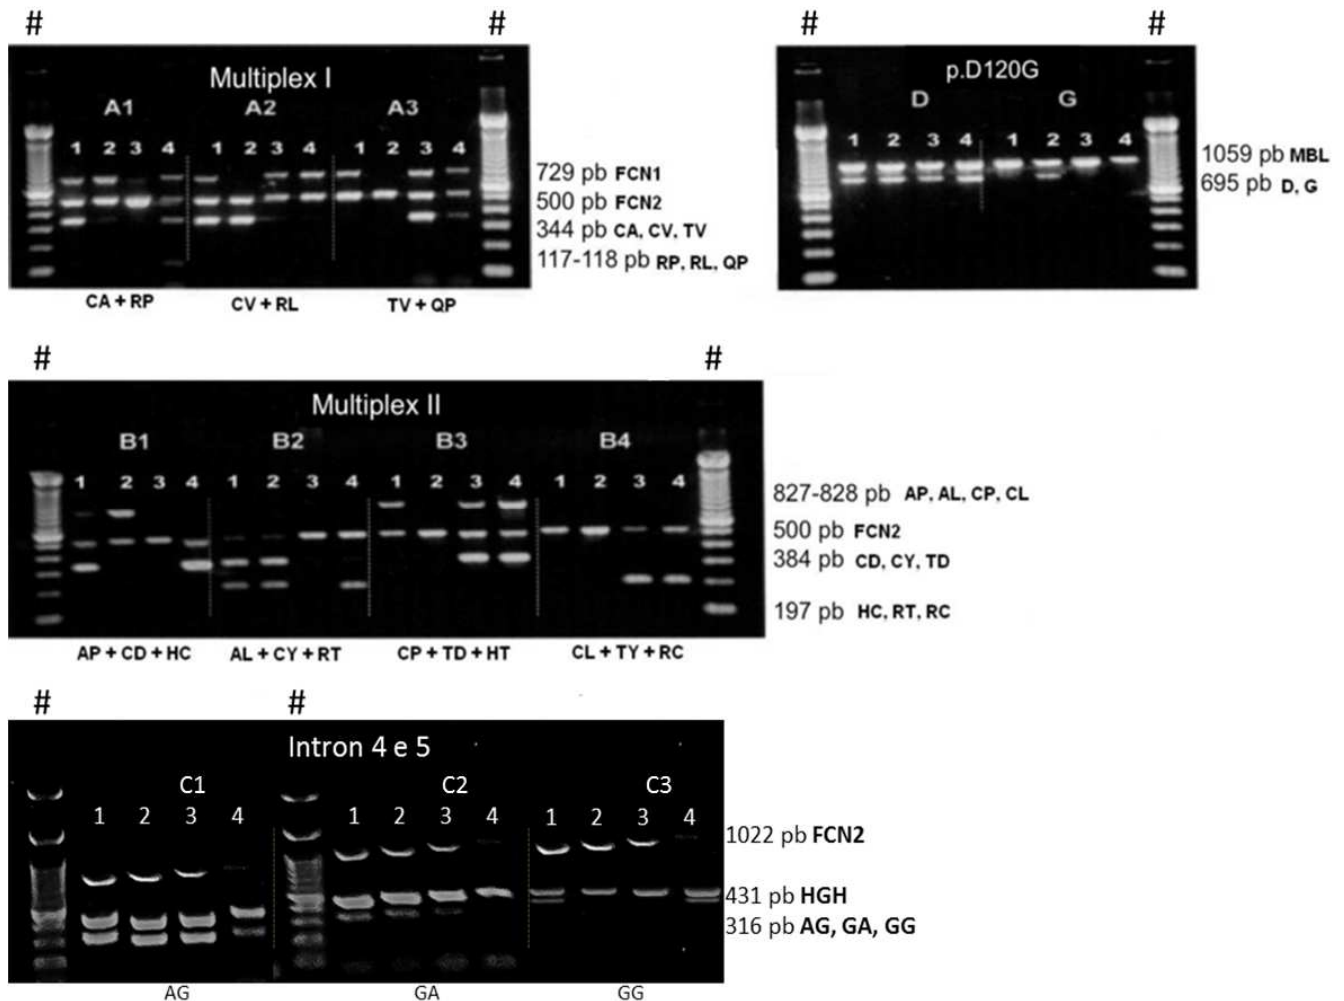 # # # #
Multiplex I
A1 A2 A3
1 2 3 4 1 2 3 4 1 2 3 4
729 pb FCN1
500 pb FCN2
344 pb CA, CV, TV
117-118 pb RP, RL, QP
CA + RP CV + RL TV + QP
p.D120G
D G
1 2 3 4 1 2 3 4
1059 pb MBL
695 pb D, G
# #
Multiplex II
B1 B2 B3 B4
1 2 3 4 1 2 3 4 1 2 3 4 1 2 3 4
827-828 pb AP, AL, CP, CL
500 pb FCN2
384 pb CD, CY, TD
197 pb HC, RT, RC
AP + CD + HC AL + CY + RT CP + TD + HT CL + TY + RC
# #
Intron 4 e 5
C1 C2 C3
1 2 3 4 1 2 3 4 1 2 3 4
1022 pb FCN2
431 pb HGH
316 pb AG, GA, GG
AG GA GG